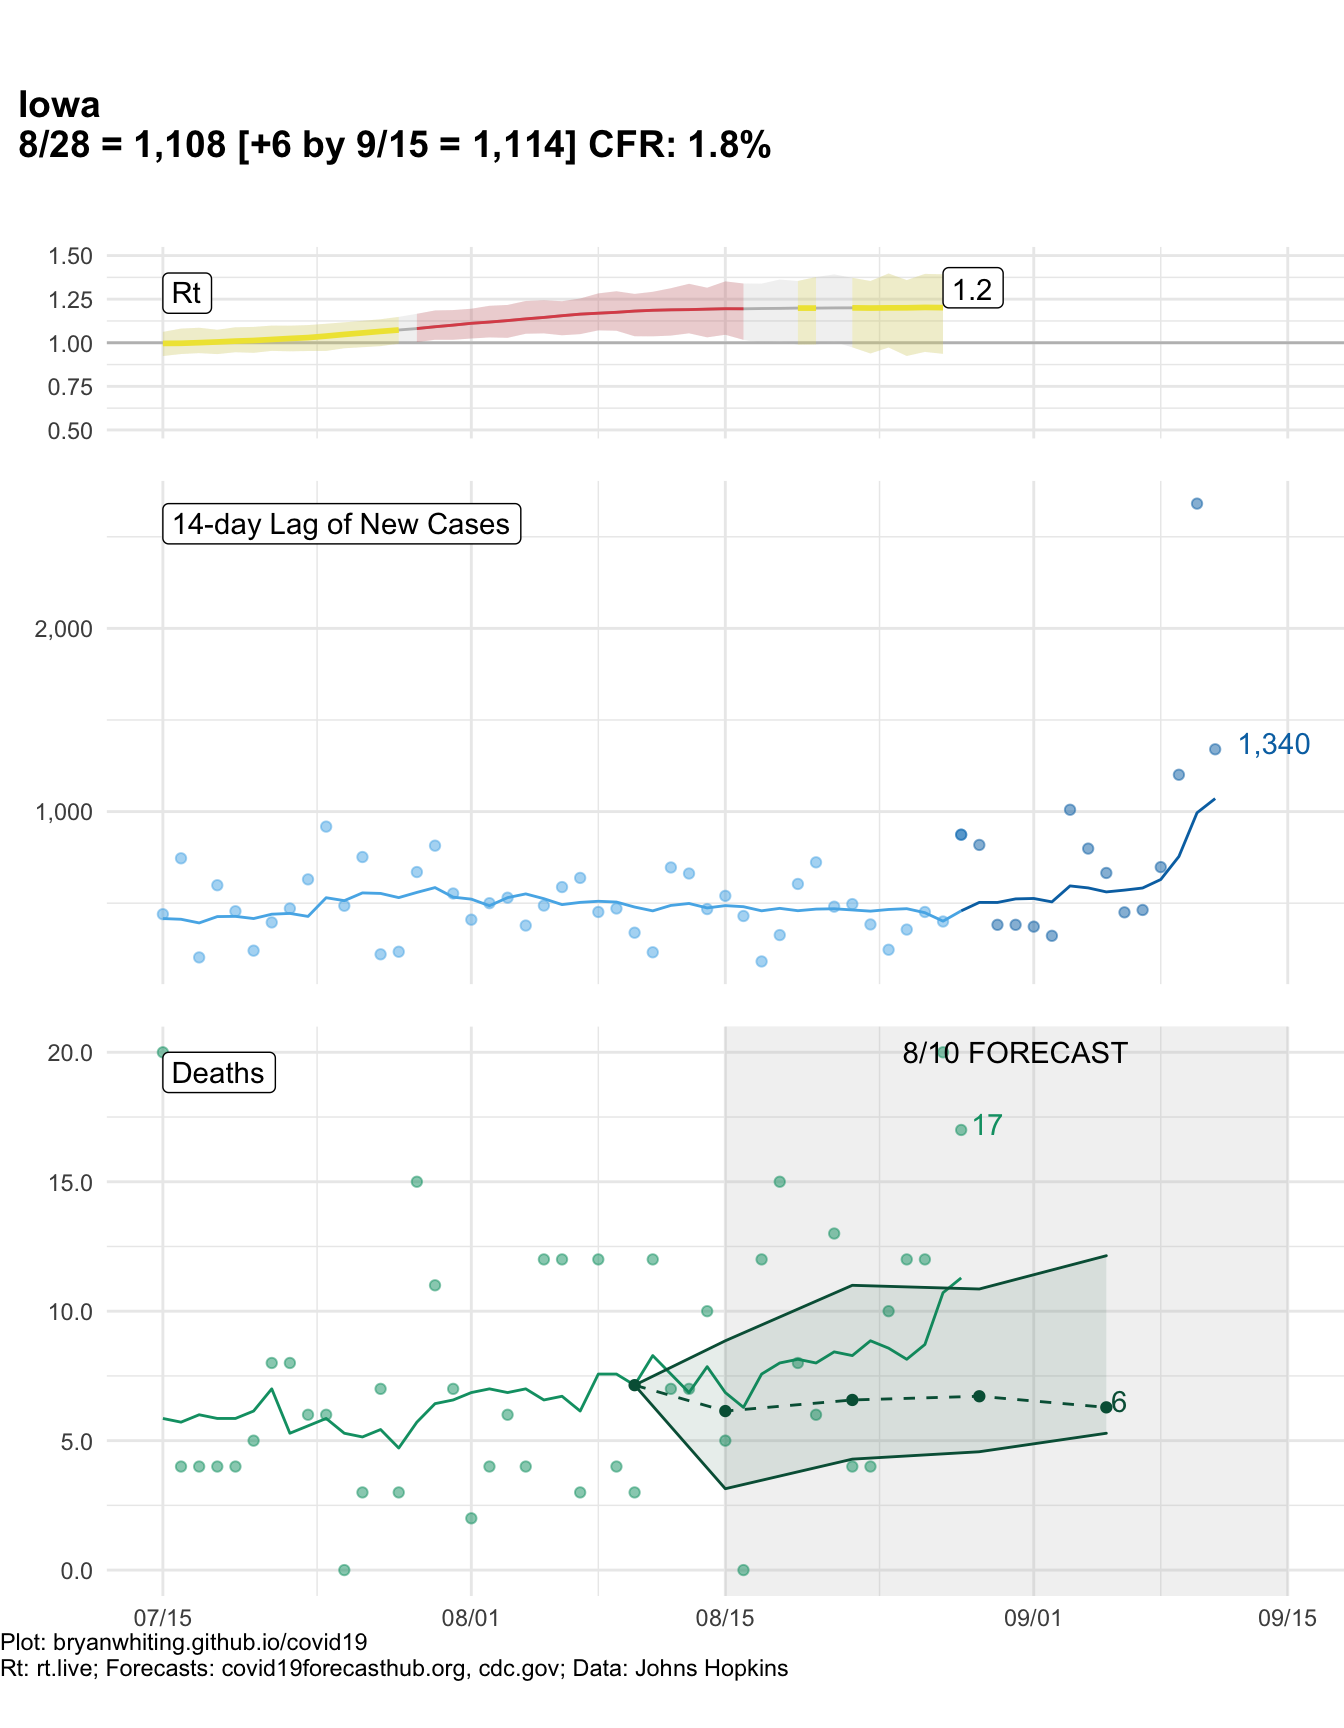 Iowa
8/28 = 1,108 [+6 by 9/15 = 1,114] CFR: 1.8%
1.50
1.25
1.00
0.75
0.50
Rt
1.2
14-day Lag of New Cases
2,000
1,000
1,340
20.0
15.0
10.0
5.0
0.0
Deaths
8/10 FORECAST
17
6
07/15
08/01
08/15
09/01
09/15
Plot: bryanwhiting.github.io/covid19
Rt: rt.live; Forecasts: covid19forecasthub.org, cdc.gov; Data: Johns Hopkins